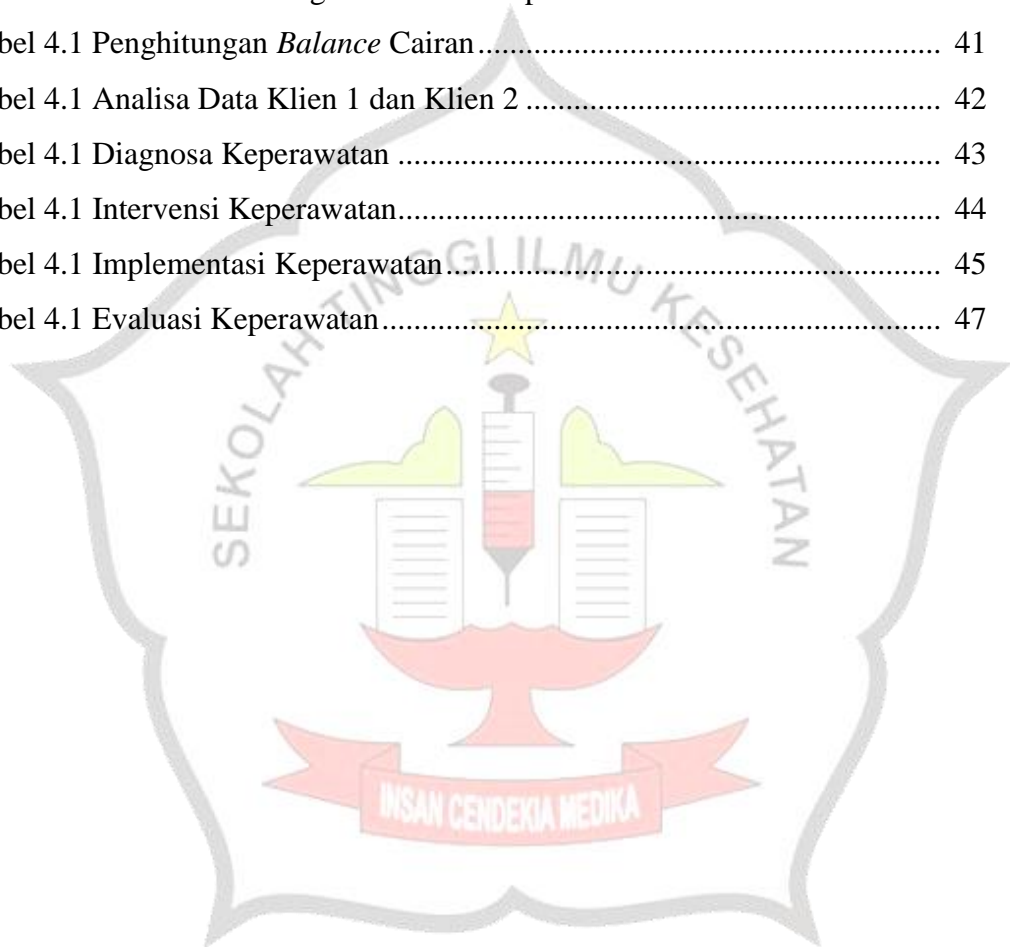 bel 4.1 Penghitungan Balance Cairan.......................................................... 41
bel 4.1 Analisa Data Klien 1 dan Klien 2 .................................................... 42
bel 4.1 Diagnosa Keperawatan .................................................................... 43
bel 4.1 Intervensi Keperawatan.................................................................... 44
bel 4.1 Implementasi Keperawatan.............................................................. 45
bel 4.1 Evaluasi Keperawatan...................................................................... 47
SEKOLAH TINGGI ILMU KESEHATAN
INSAN CENDEKIA MEDIKA